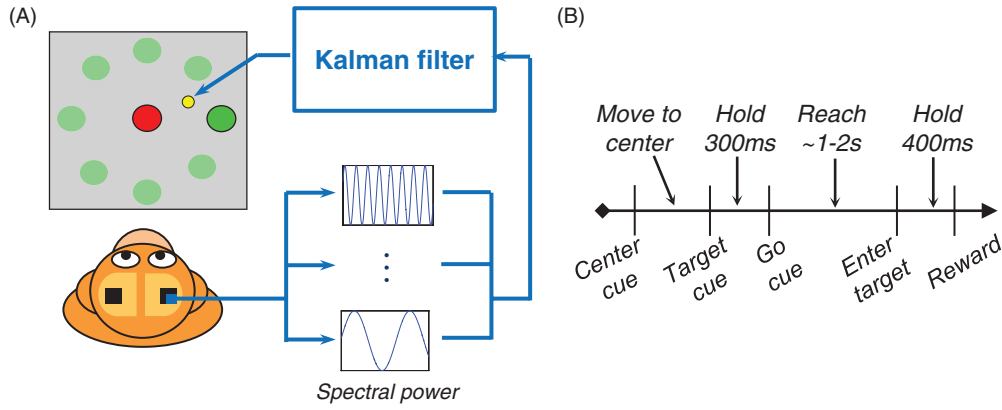 (A)
Kalman filter
Spectral power
(B)
Move to
center
Hold
300ms
Reach
~1-2s
Hold
400ms
Center
cue
Target
cue
Go
cue
Enter
target
Reward